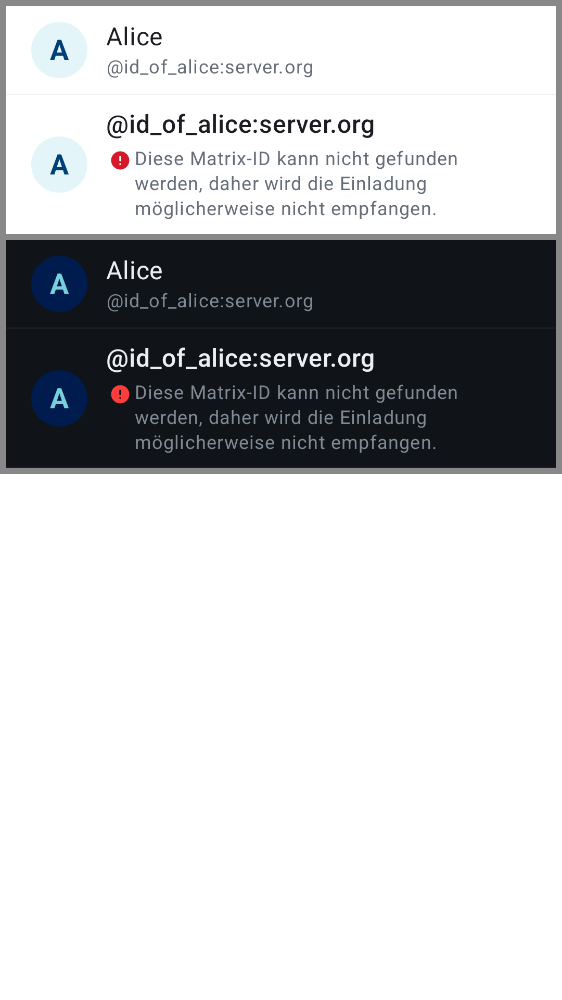 A
Alice
@id_of_alice:server.org
A
@id_of_alice:server.org
Diese Matrix-ID kann nicht gefunden
werden, daher wird die Einladung
möglicherweise nicht empfangen.
A
Alice
@id_of_alice:server.org
A
@id_of_alice:server.org
Diese Matrix-ID kann nicht gefunden
werden, daher wird die Einladung
möglicherweise nicht empfangen.